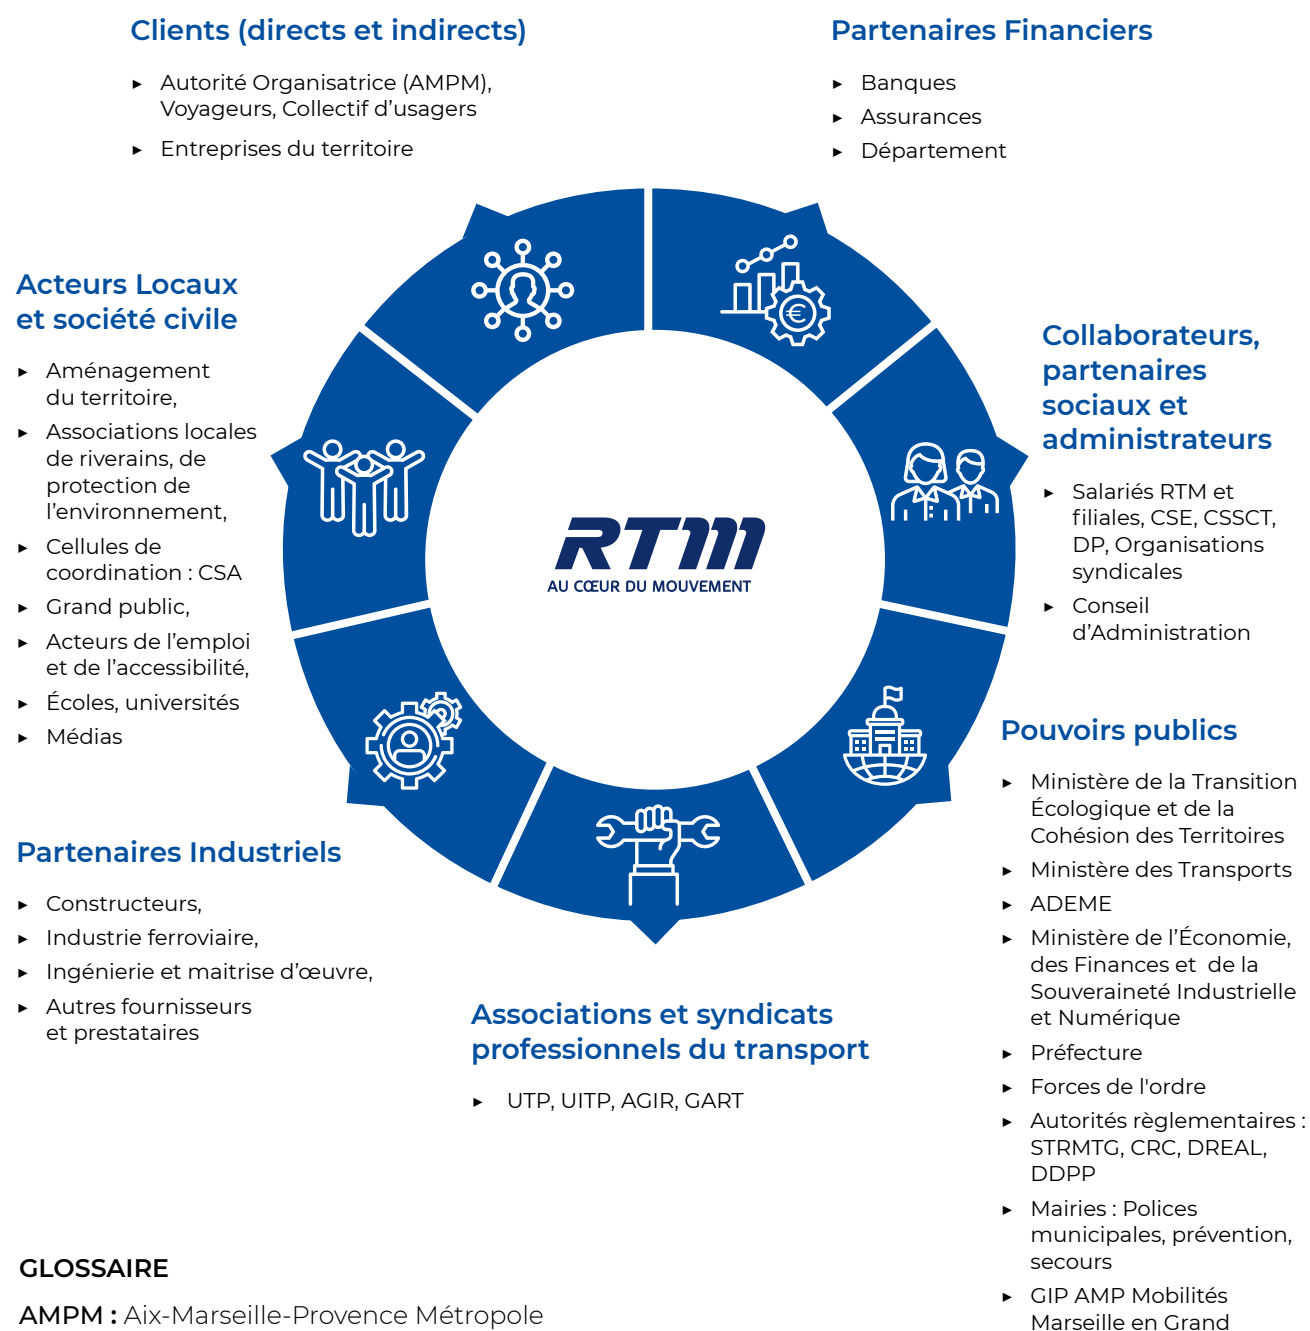 Clients (directs et indirects)
► Autorité Organisatrice (AMPM),
Voyageurs, Collectif d’usagers
► Entreprises du territoire
Partenaires Financiers
► Banques
► Assurances
► Département
Acteurs Locaux
et société civile
► Aménagement
du territoire,
► Associations locales
de riverains, de
protection de
l’environnement,
► Cellules de
coordination : CSA
► Grand public,
► Acteurs de l’emploi
et de l’accessibilité,
► Écoles, universités
► Médias
Collaborateurs,
partenaires
sociaux et
administrateurs
► Salariés RTM et
filiales, CSE, CSSCT,
DP, Organisations
syndicales
► Conseil
d’Administration
€
RTM
AU CŒUR DU MOUVEMENT
Pouvoirs publics
► Ministère de la Transition
Écologique et de la
Cohésion des Territoires
► Ministère des Transports
► ADEME
► Ministère de l’Économie,
des Finances et  de la
Souveraineté Industrielle
et Numérique
► Préfecture
► Forces de l'ordre
► Autorités règlementaires :
STRMTG, CRC, DREAL,
DDPP
► Mairies : Polices
municipales, prévention,
secours
► GIP AMP Mobilités
Marseille en Grand
Partenaires Industriels
► Constructeurs,
► Industrie ferroviaire,
► Ingénierie et maitrise d’œuvre,
► Autres fournisseurs
et prestataires
Associations et syndicats
professionnels du transport
► UTP, UITP, AGIR, GART
GLOSSAIRE
AMPM : Aix-Marseille-Provence Métropole